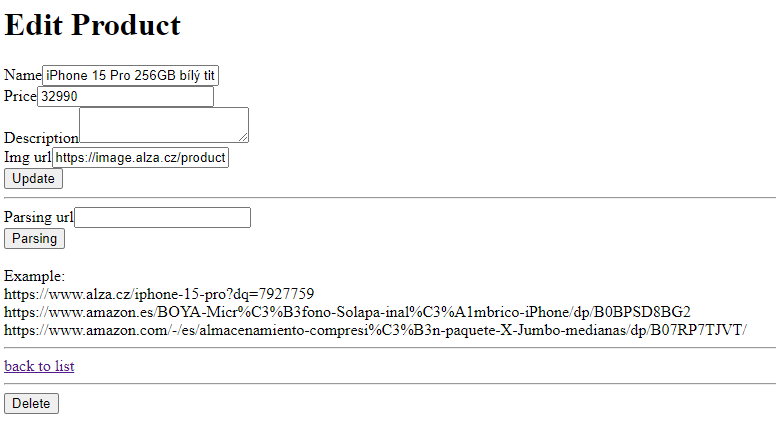 Edit Product
Name iPhone 15 Pro 256GB bílý tit
Price 32990
Description
Img url https://image.alza.cz/product
Update
Parsing url
Parsing
Example:
https://www.alza.cz/iphone-15-pro?dq=7927759
https://www.amazon.es/BOYA-Micr%C3%B3fono-Solapa-inal%C3%A1mbrico-iPhone/dp/B0BPSD8BG2
https://www.amazon.com/-/es/almacenamiento-compresi%C3%B3n-paquete-X-Jumbo-medianas/dp/B07RP7TJVT/
back to list
Delete